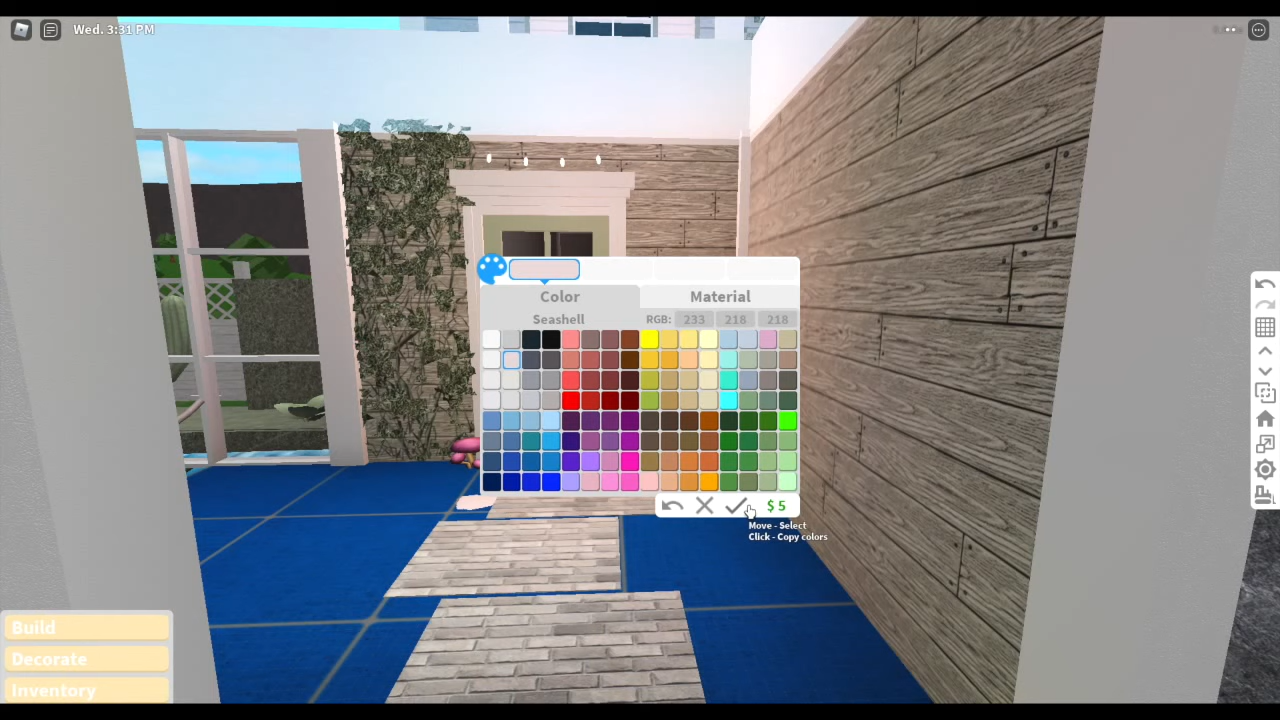 Wed. 3:31 PM
Color
Material
Seashell
RGB: 233 218 218
$ 5
Move - Select
Click - Copy colors
Build
Decorate
Inventory